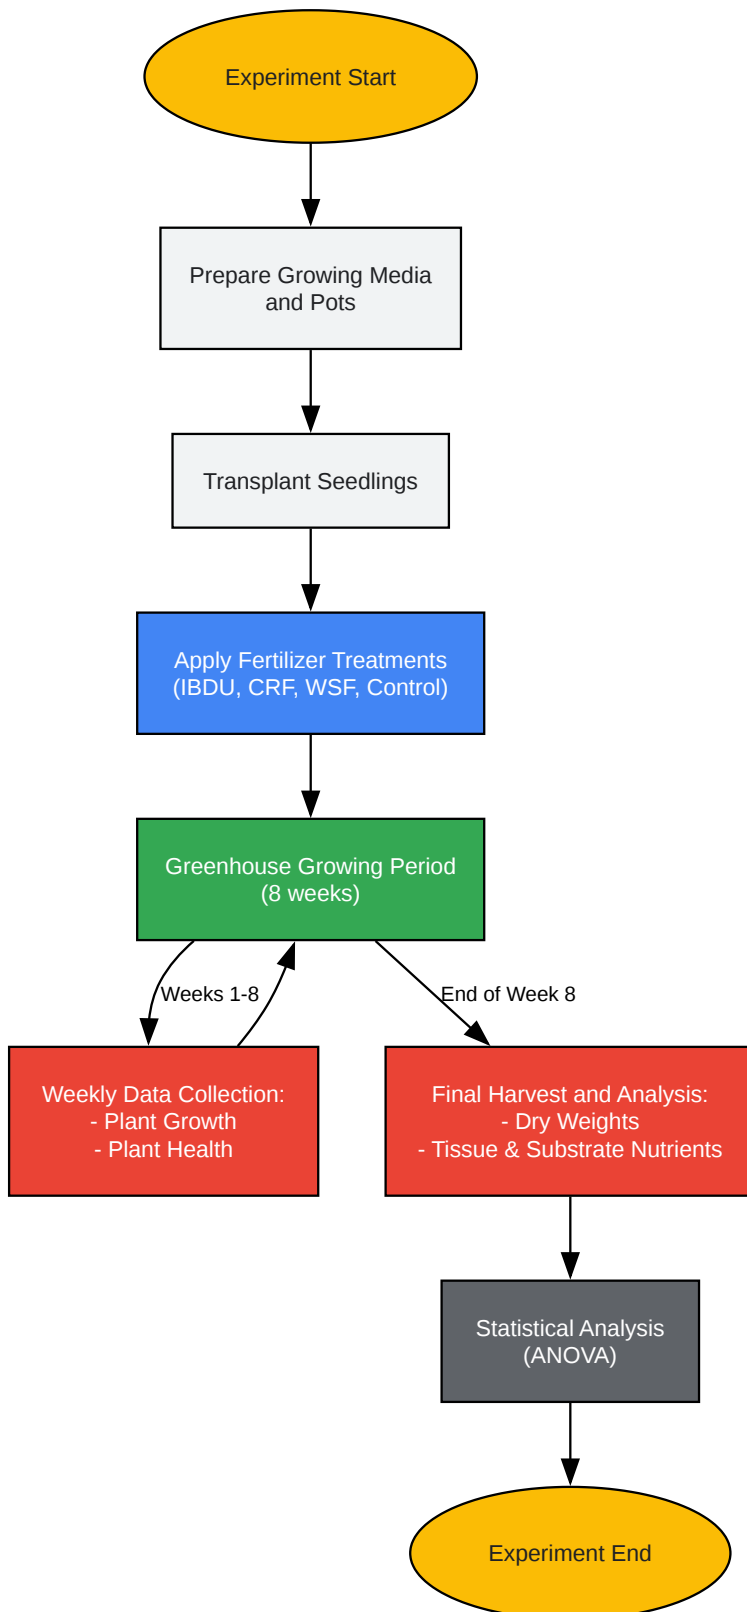 Experiment Start
Prepare Growing Media
and Pots
Transplant Seedlings
Apply Fertilizer Treatments
(IBDU, CRF, WSF, Control)
Greenhouse Growing Period
(8 weeks)
Weeks 1-8
End of Week 8
Weekly Data Collection:
- Plant Growth
- Plant Health
Final Harvest and Analysis:
- Dry Weights
- Tissue & Substrate Nutrients
Statistical Analysis
(ANOVA)
Experiment End